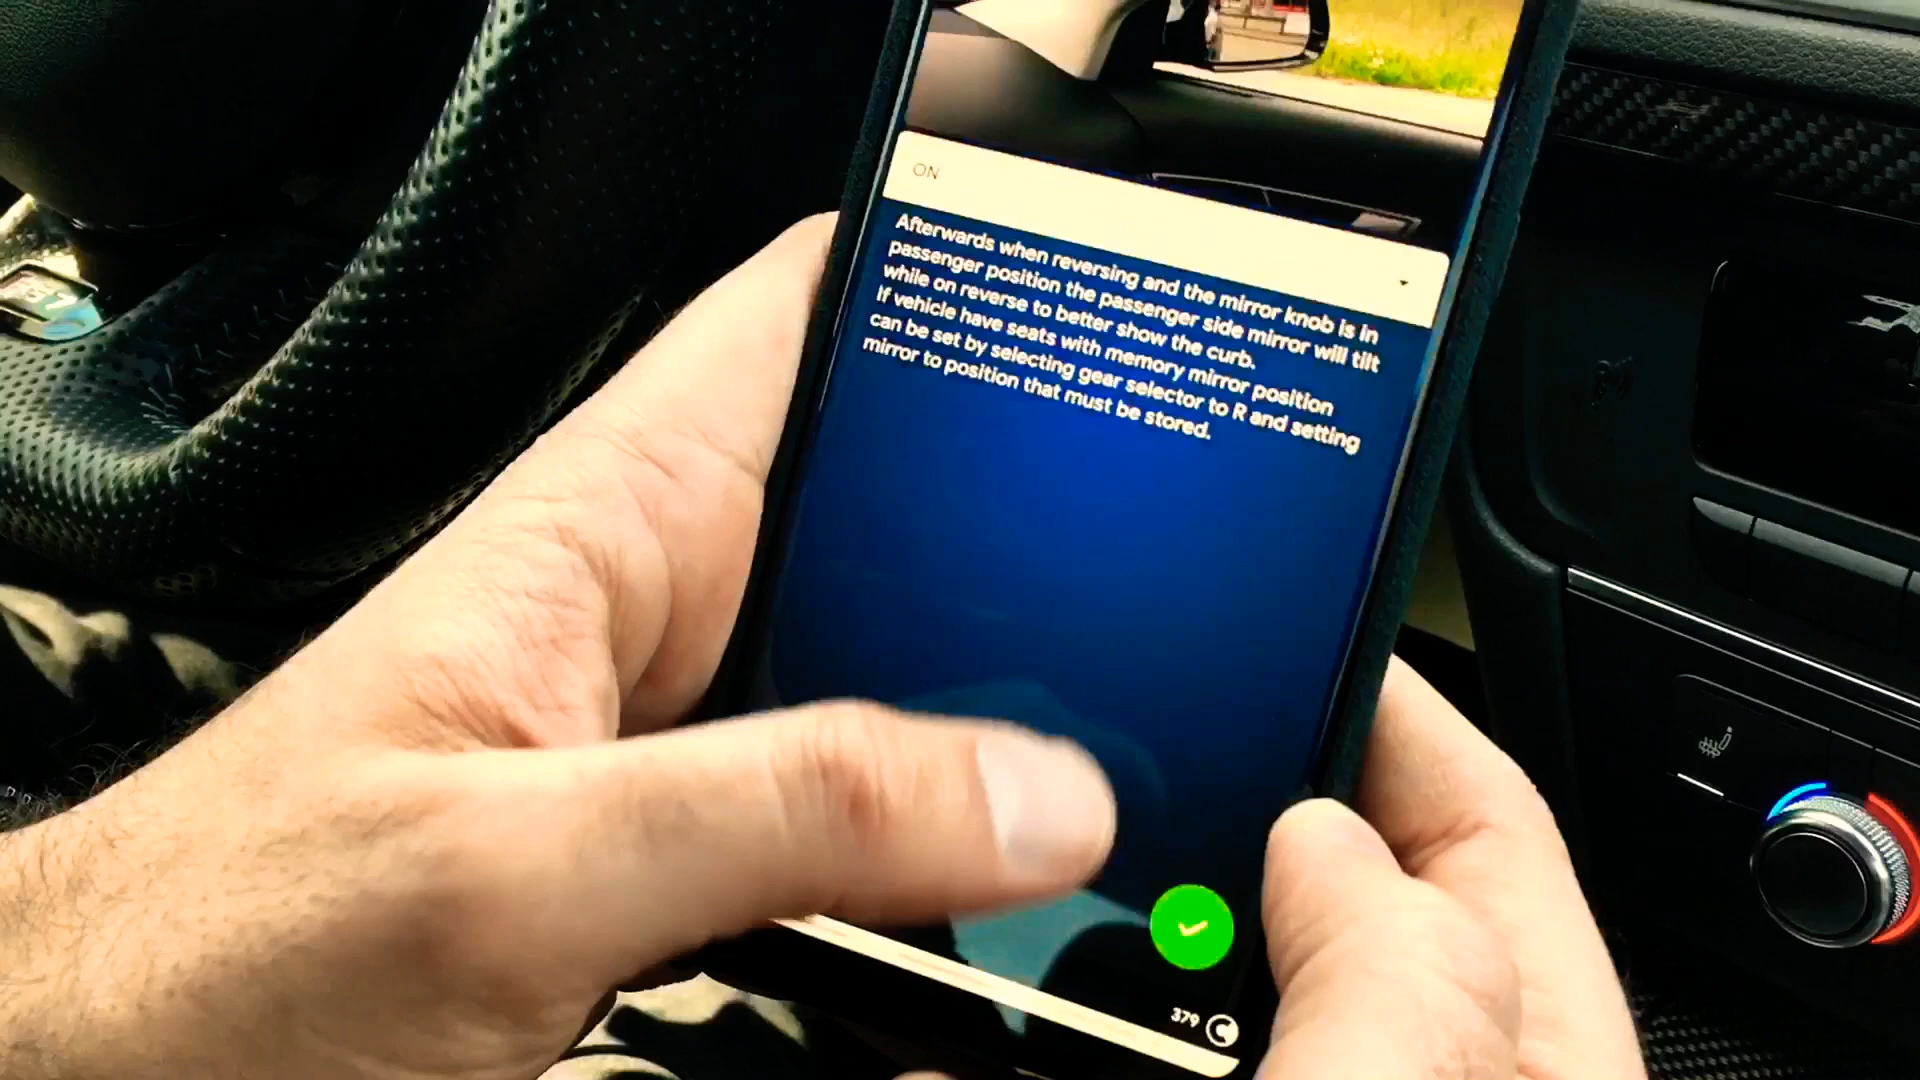 ON
Afterwards when reversing and the mirror knob is in
passenger position the passenger side mirror will tilt
while on reverse to better show the curb.
If vehicle have seats with memory mirror position
can be set by selecting gear selector to R and setting
mirror to position that must be stored.
379